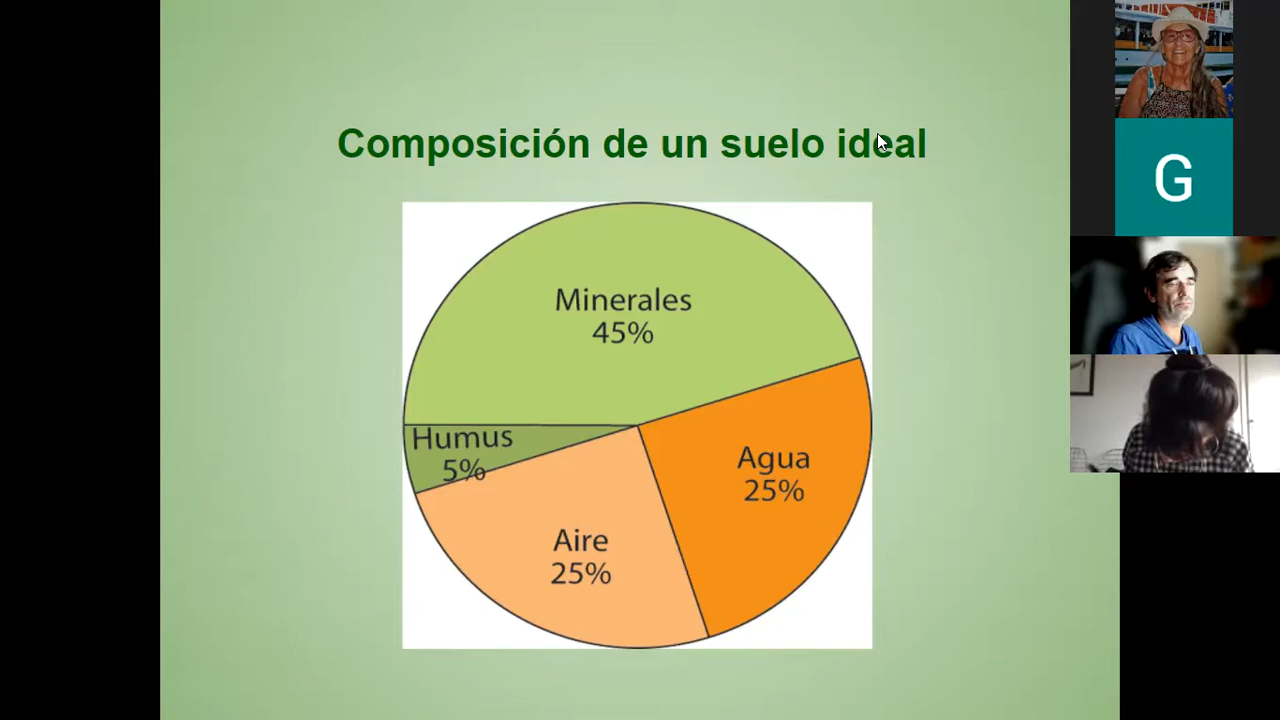 Composición de un suelo ideal
Minerales
45%
Humus
5%
Agua
25%
Aire
25%
G